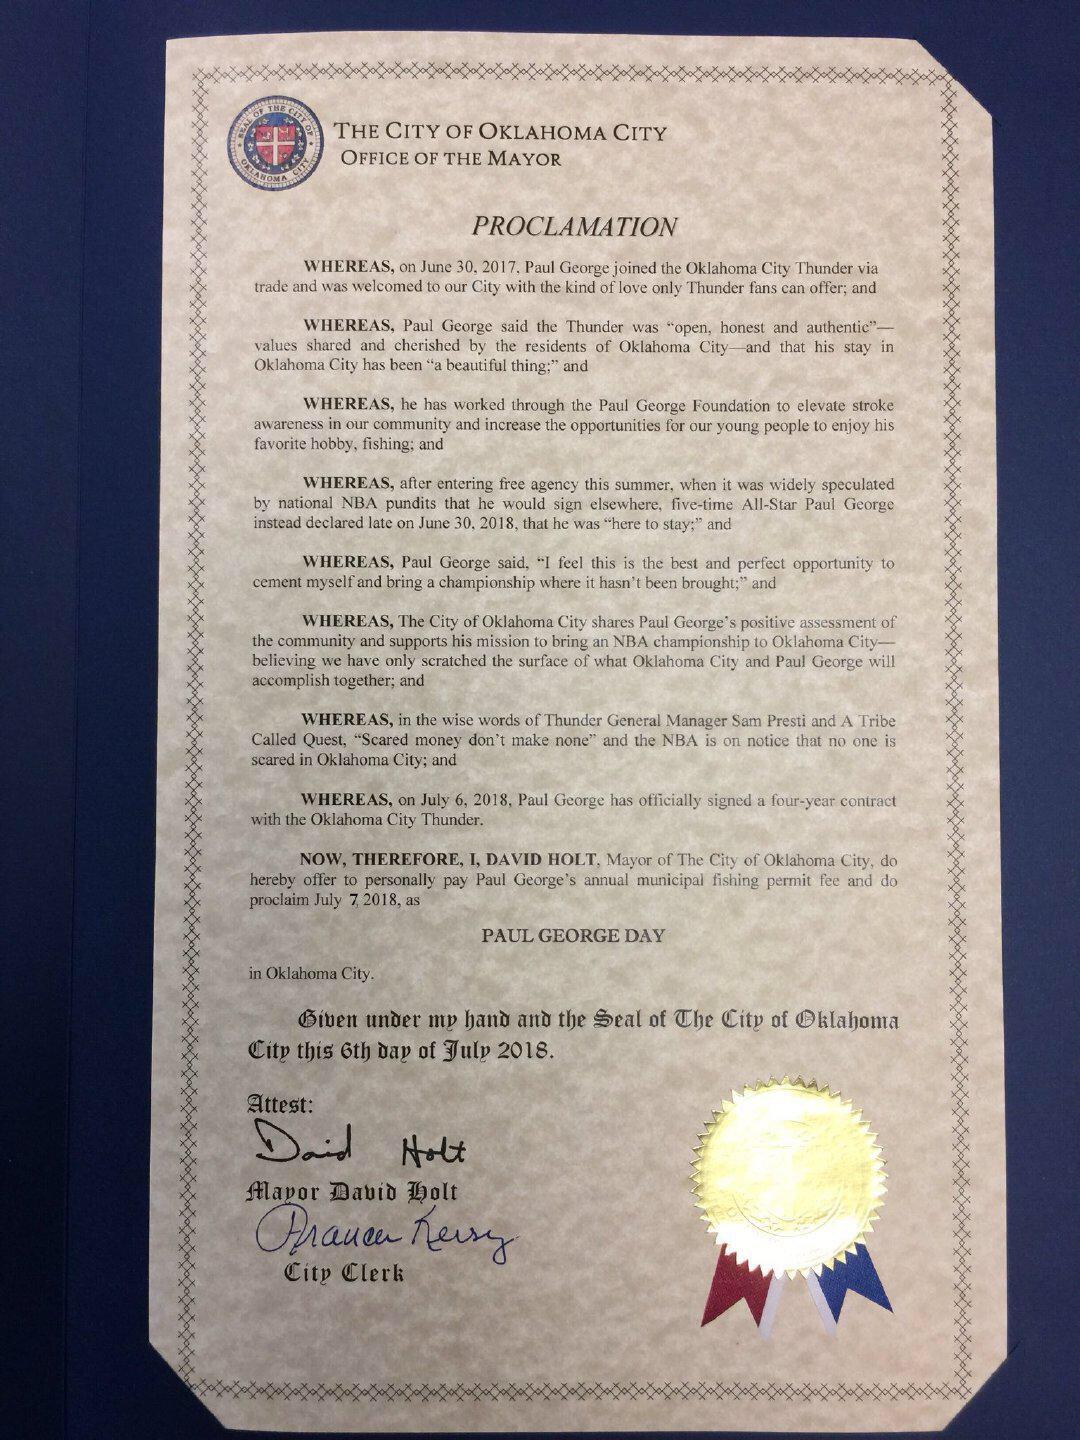 SEAL OF THE CITY OF
OKLAHOMA CITY
THE CITY OF OKLAHOMA CITY
OFFICE OF THE MAYOR
PROCLAMATION
WHEREAS, on June 30, 2017, Paul George joined the Oklahoma City Thunder via
trade and was welcomed to our City with the kind of love only Thunder fans can offer; and
WHEREAS, Paul George said the Thunder was “open, honest and authentic”—
values shared and cherished by the residents of Oklahoma City—and that his stay in
Oklahoma City has been “a beautiful thing;” and
WHEREAS, he has worked through the Paul George Foundation to elevate stroke
awareness in our community and increase the opportunities for our young people to enjoy his
favorite hobby, fishing; and
WHEREAS, after entering free agency this summer, when it was widely speculated
by national NBA pundits that he would sign elsewhere, five-time All-Star Paul George
instead declared late on June 30, 2018, that he was “here to stay;” and
WHEREAS, Paul George said, “I feel this is the best and perfect opportunity to
cement myself and bring a championship where it hasn’t been brought;” and
WHEREAS, The City of Oklahoma City shares Paul George’s positive assessment of
the community and supports his mission to bring an NBA championship to Oklahoma City—
believing we have only scratched the surface of what Oklahoma City and Paul George will
accomplish together; and
WHEREAS, in the wise words of Thunder General Manager Sam Presti and A Tribe
Called Quest, “Scared money don’t make none” and the NBA is on notice that no one is
scared in Oklahoma City; and
WHEREAS, on July 6, 2018, Paul George has officially signed a four-year contract
with the Oklahoma City Thunder.
NOW, THEREFORE, I, DAVID HOLT, Mayor of The City of Oklahoma City, do
hereby offer to personally pay Paul George’s annual municipal fishing permit fee and do
proclaim July 7, 2018, as
PAUL GEORGE DAY
in Oklahoma City.
Given under my hand and the Seal of The City of Oklahoma
City this 6th day of July 2018.
Attest:
David Holt
Mayor David Holt
Frances Kersey
City Clerk